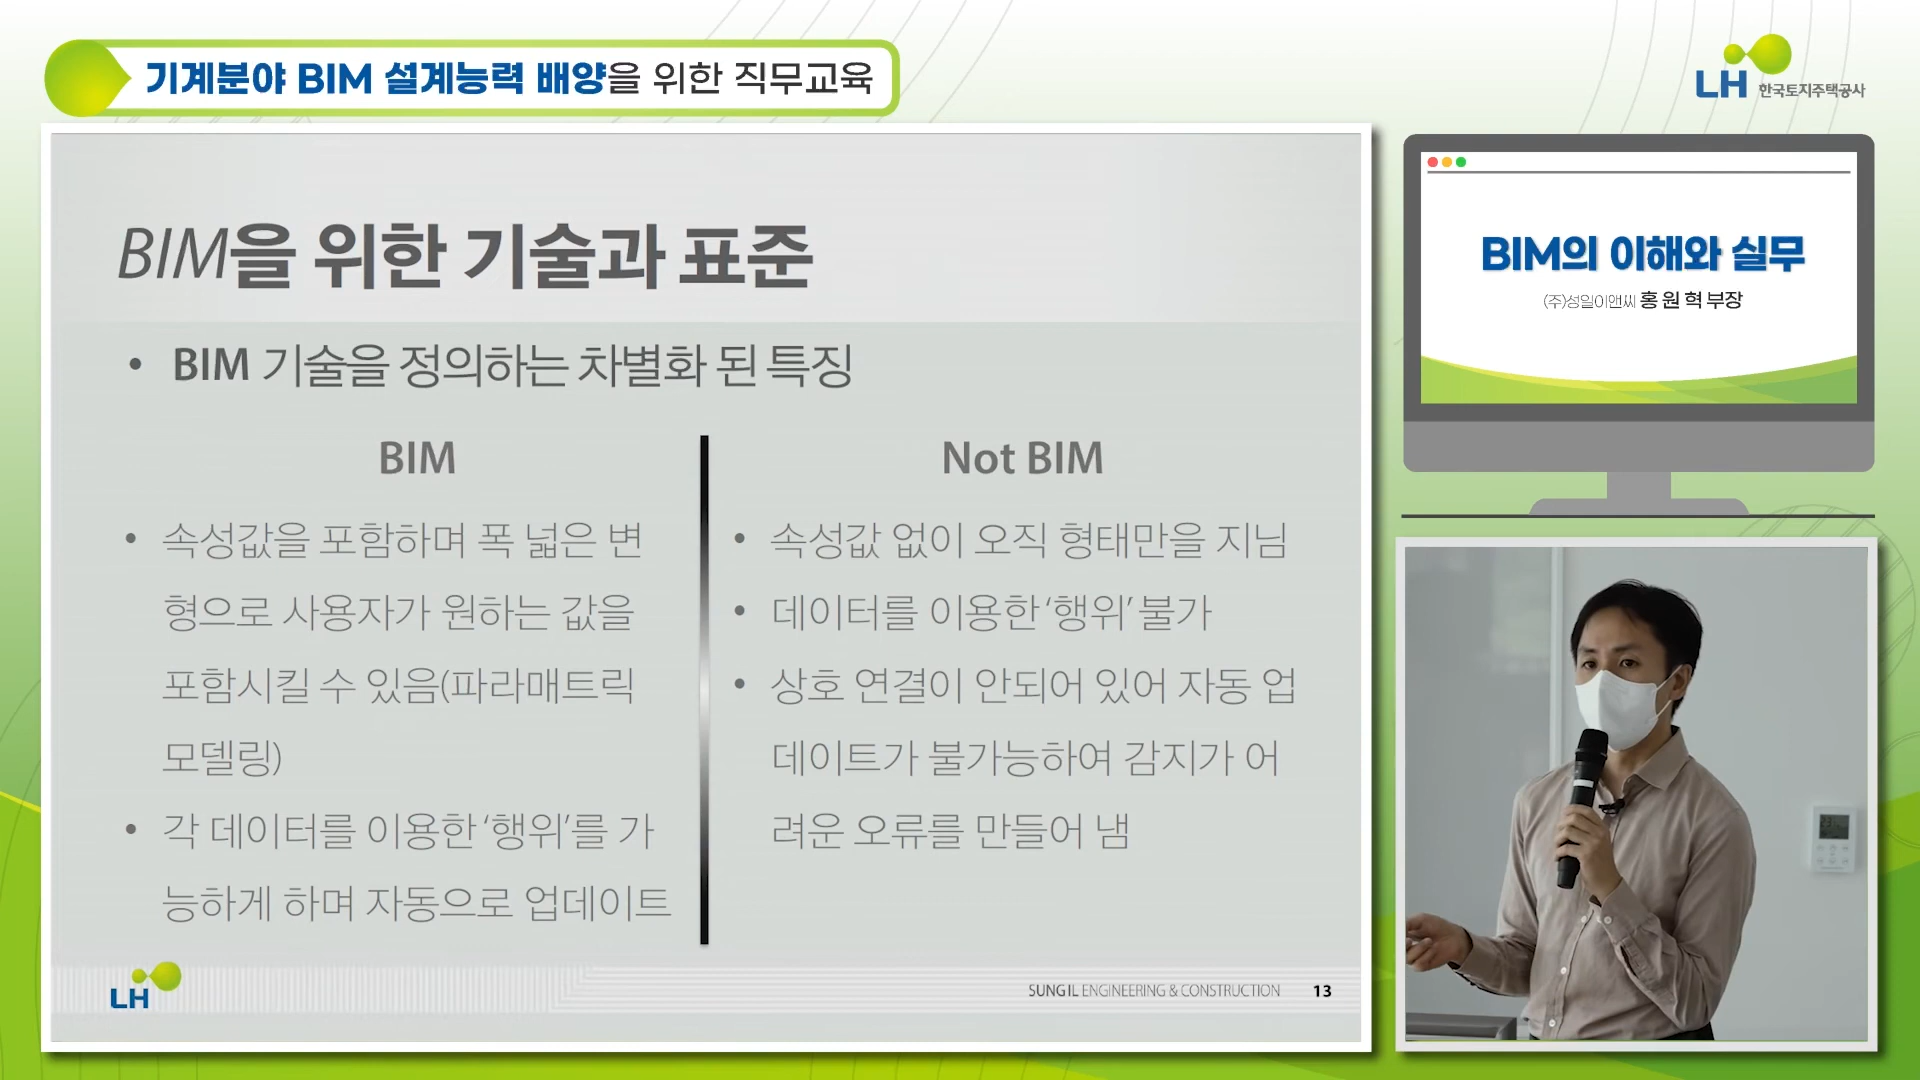 기계분야 BIM 설계능력 배양을 위한 직무교육
LH 한국토지주택공사
BIM을 위한 기술과 표준
• BIM 기술을 정의하는 차별화 된 특징
BIM
• 속성값을 포함하며 폭 넓은 변
형으로 사용자가 원하는 값을
포함시킬 수 있음(파라매트릭
모델링)
• 각 데이터를 이용한 ‘행위’를 가
능하게 하며 자동으로 업데이트
Not BIM
• 속성값 없이 오직 형태만을 지님
• 데이터를 이용한 ‘행위’ 불가
• 상호 연결이 안되어 있어 자동 업
데이트가 불가능하여 감지가 어
려운 오류를 만들어 냄
LH
SUNG IL ENGINEERING & CONSTRUCTION 13
BIM의 이해와 실무
(주)성일이앤씨 홍 원 혁 부장